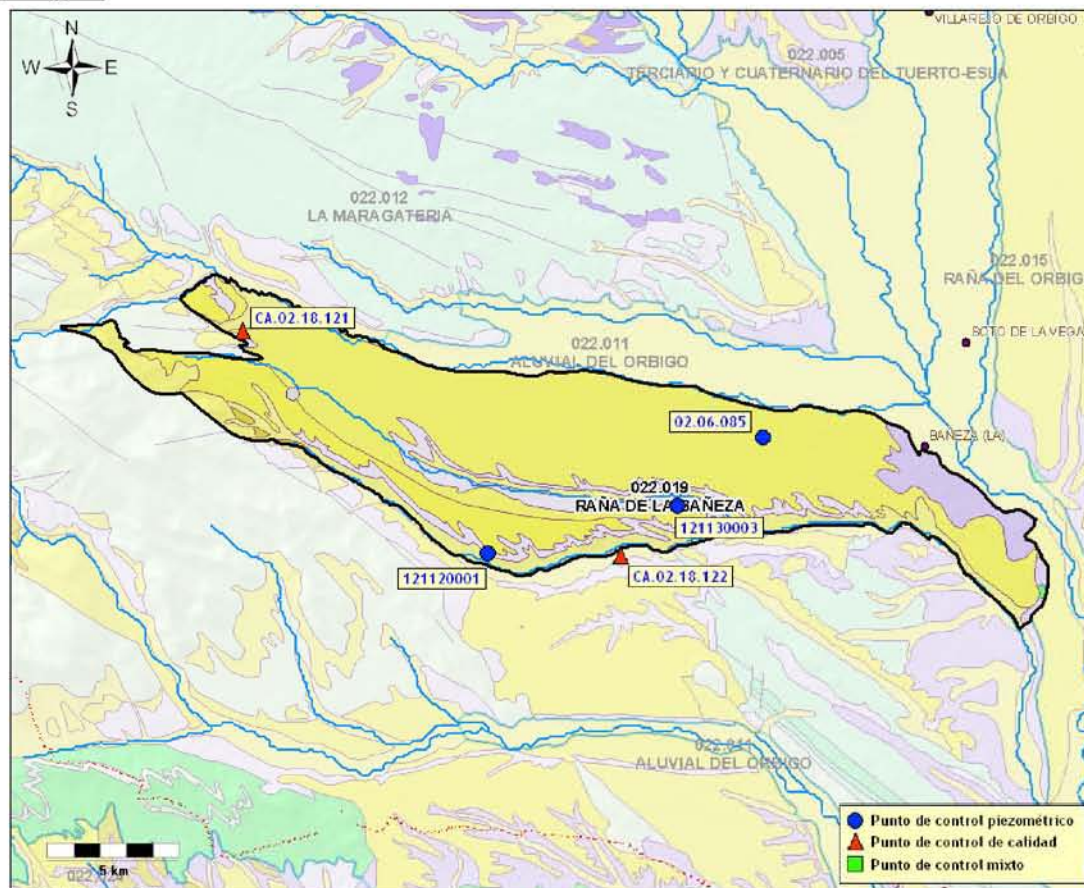 VILLAREJO DE ORBIGO
N
W E
S
022.005
TERCIARIO Y CUATERNARIO DEL TUERTO-ESLA
022.012
LA MARAGATERIA
022.015
RAÑA DEL ORBIG
CA.02.18.121
SOTO DE LA VEGA
022.011
ALUVIAL DEL ORBIGO
02.06.085
BAÑEZA (LA)
022.019
RAÑA DE LA BAÑEZA
121130003
121120001
CA.02.18.122
ALUVIAL DEL ORBIGO
Punto de control piezométrico
Punto de control de calidad
Punto de control mixto
5 km